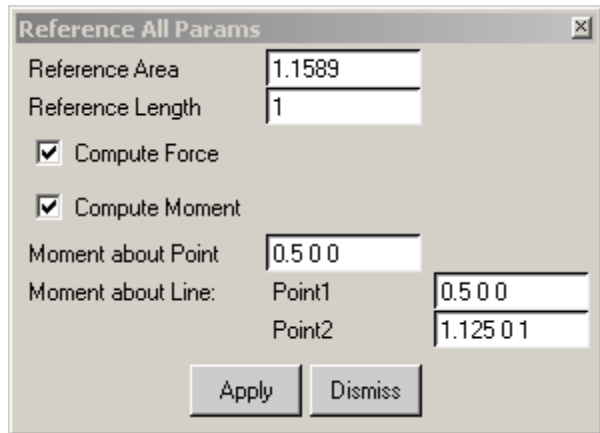 Reference All Params
Reference Area 1.1589
Reference Length 1
Compute Force
Compute Moment
Moment about Point 0.5 0 0
Moment about Line: Point1 0.5 0 0
Point2 1.125 0 1
Apply Dismiss